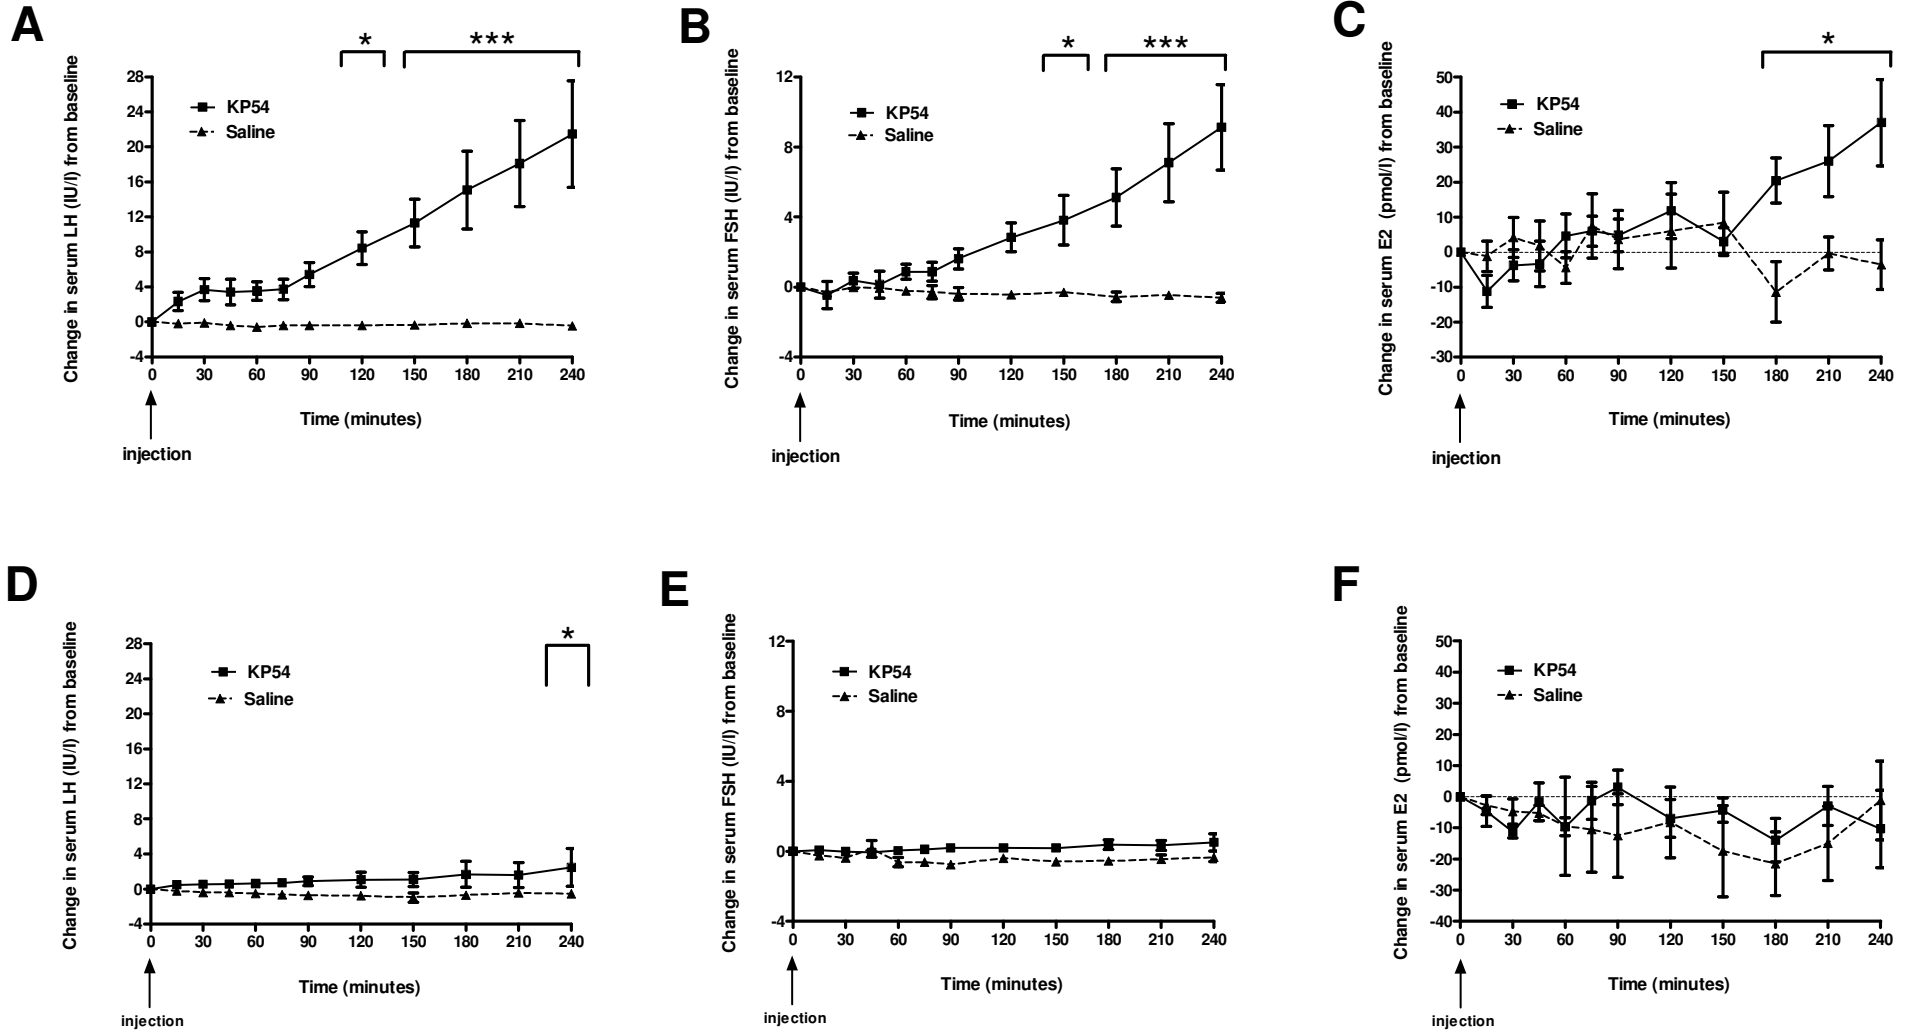 A
Change in serum LH (IU/l) from baseline
*
***
KP54
Saline
28
24
20
16
12
8
4
0
-4
0 30 60 90 120 150 180 210 240
Time (minutes)
injection
B
Change in serum FSH (IU/l) from baseline
*
***
KP54
Saline
12
8
4
0
-4
0 30 60 90 120 150 180 210 240
Time (minutes)
injection
C
Change in serum E2 (pmol/l) from baseline
*
KP54
Saline
50
40
30
20
10
0
-10
-20
-30
0 30 60 90 120 150 180 210 240
Time (minutes)
injection
D
Change in serum LH (IU/l) from baseline
*
KP54
Saline
28
24
20
16
12
8
4
0
-4
0 30 60 90 120 150 180 210 240
Time (minutes)
injection
E
Change in serum FSH (IU/l) from baseline
KP54
Saline
12
8
4
0
-4
0 30 60 90 120 150 180 210 240
Time (minutes)
injection
F
Change in serum E2 (pmol/l) from baseline
KP54
Saline
50
40
30
20
10
0
-10
-20
-30
-40
0 30 60 90 120 150 180 210 240
Time (minutes)
injection